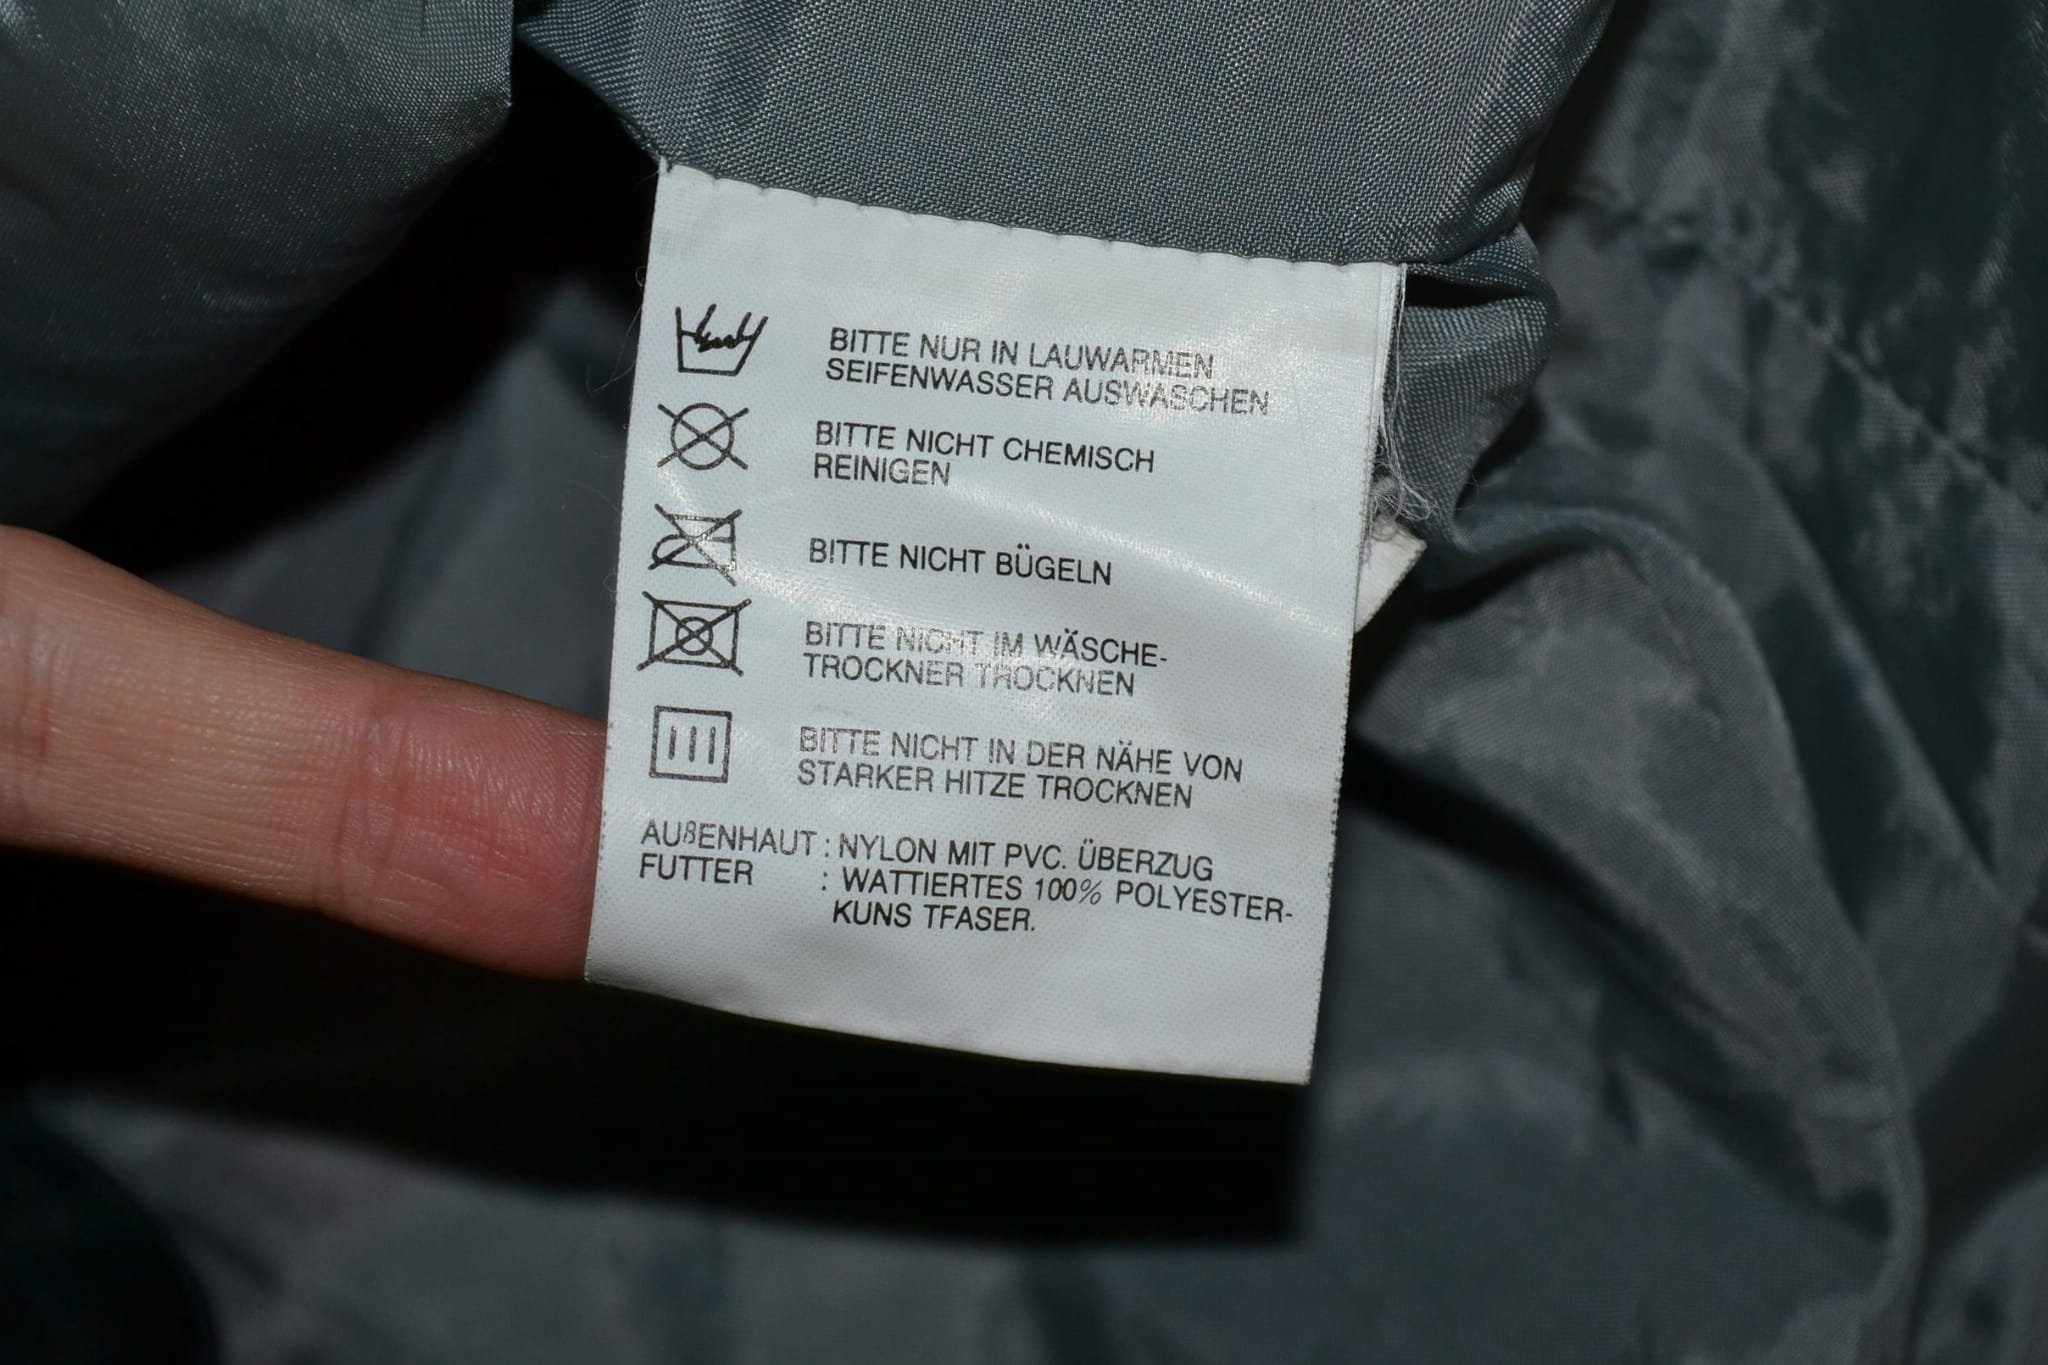 BITTE NUR IN LAUWARMEN
SEIFENWASSER AUSWASCHEN
BITTE NICHT CHEMISCH
REINIGEN
BITTE NICHT BÜGELN
BITTE NICHT IM WÄSCHE-
TROCKNER TROCKNEN
BITTE NICHT IN DER NÄHE VON
STARKER HITZE TROCKNEN
AUßENHAUT : NYLON MIT PVC. ÜBERZUG
FUTTER : WATTIERTES 100% POLYESTER-
KUNS TFASER.